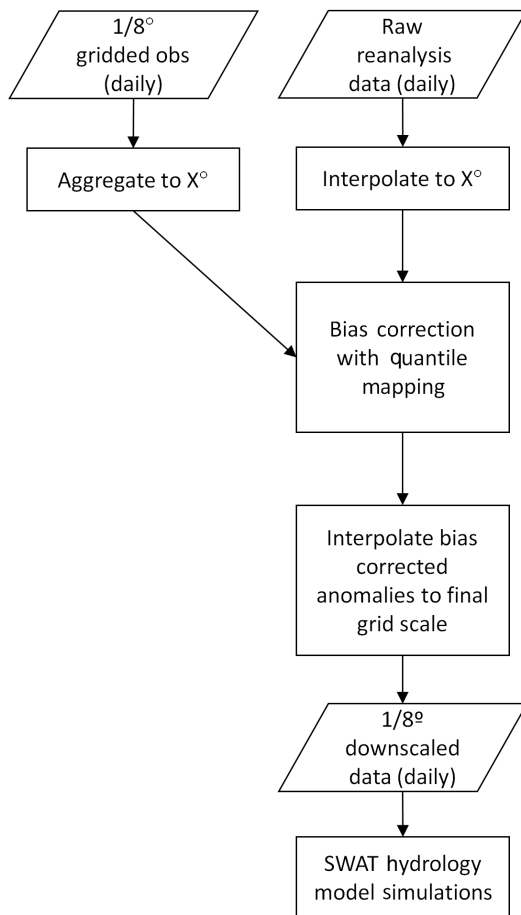 1/8°
gridded obs
(daily)
Raw
reanalysis
data (daily)
Aggregate to X°
Interpolate to X°
Bias correction
with quantile
mapping
Interpolate bias
corrected
anomalies to final
grid scale
1/8º
downscaled
data (daily)
SWAT hydrology
model simulations